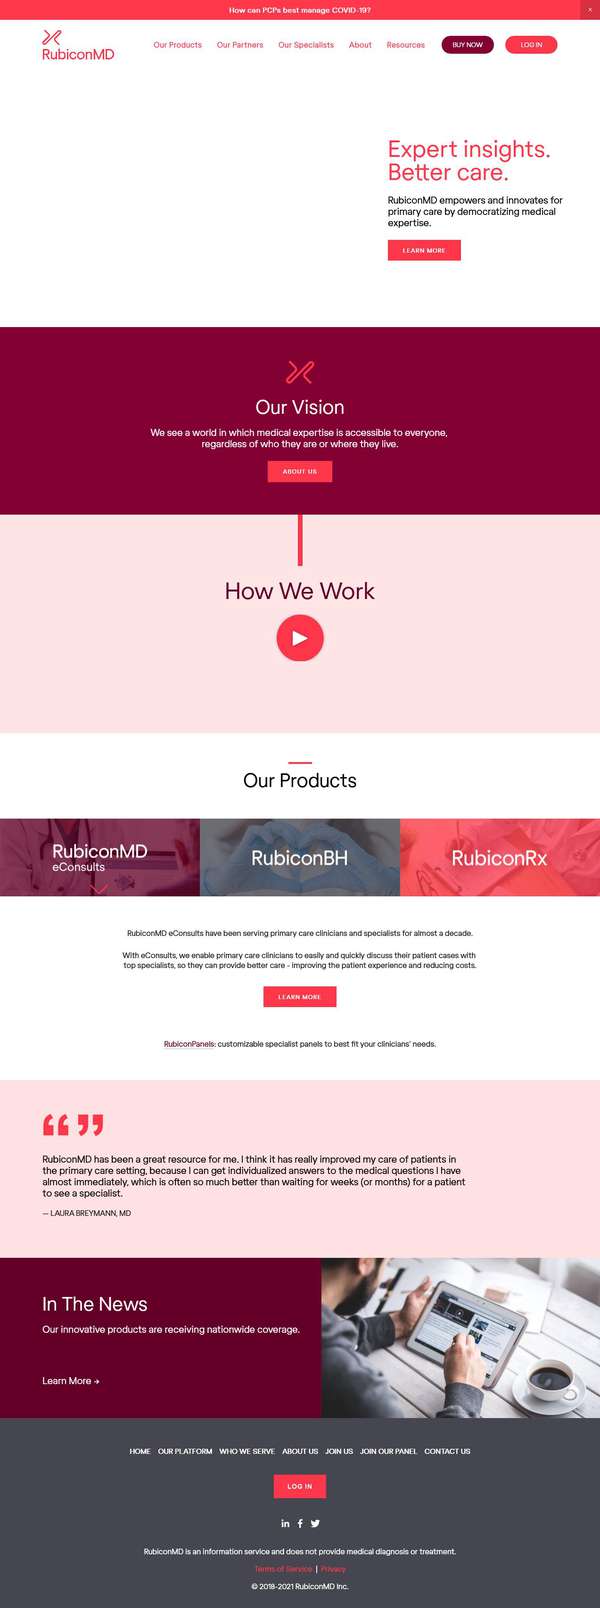 How can PCPs best manage COVID-19?
×
RubiconMD
Our Products
Our Partners
Our Specialists
About
Resources
BUY NOW
LOG IN
Expert insights.
Better care.
RubiconMD empowers and innovates for
primary care by democratizing medical
expertise.
LEARN MORE
Our Vision
We see a world in which medical expertise is accessible to everyone,
regardless of who they are or where they live.
ABOUT US
How We Work
Our Products
RubiconMD
eConsults
RubiconBH
RubiconRx
RubiconMD eConsults have been serving primary care clinicians and specialists for almost a decade.
With eConsults, we enable primary care clinicians to easily and quickly discuss their patient cases with
top specialists, so they can provide better care - improving the patient experience and reducing costs.
LEARN MORE
RubiconPanels: customizable specialist panels to best fit your clinicians' needs.
“ ”
RubiconMD has been a great resource for me. I think it has really improved my care of patients in
the primary care setting, because I can get individualized answers to the medical questions I have
almost immediately, which is often so much better than waiting for weeks (or months) for a patient
to see a specialist.
— LAURA BREYMANN, MD
In The News
Our innovative products are receiving nationwide coverage.
Learn More →
HOME OUR PLATFORM WHO WE SERVE ABOUT US JOIN US JOIN OUR PANEL CONTACT US
LOG IN
RubiconMD is an information service and does not provide medical diagnosis or treatment.
Terms of Service | Privacy
© 2018-2021 RubiconMD Inc.